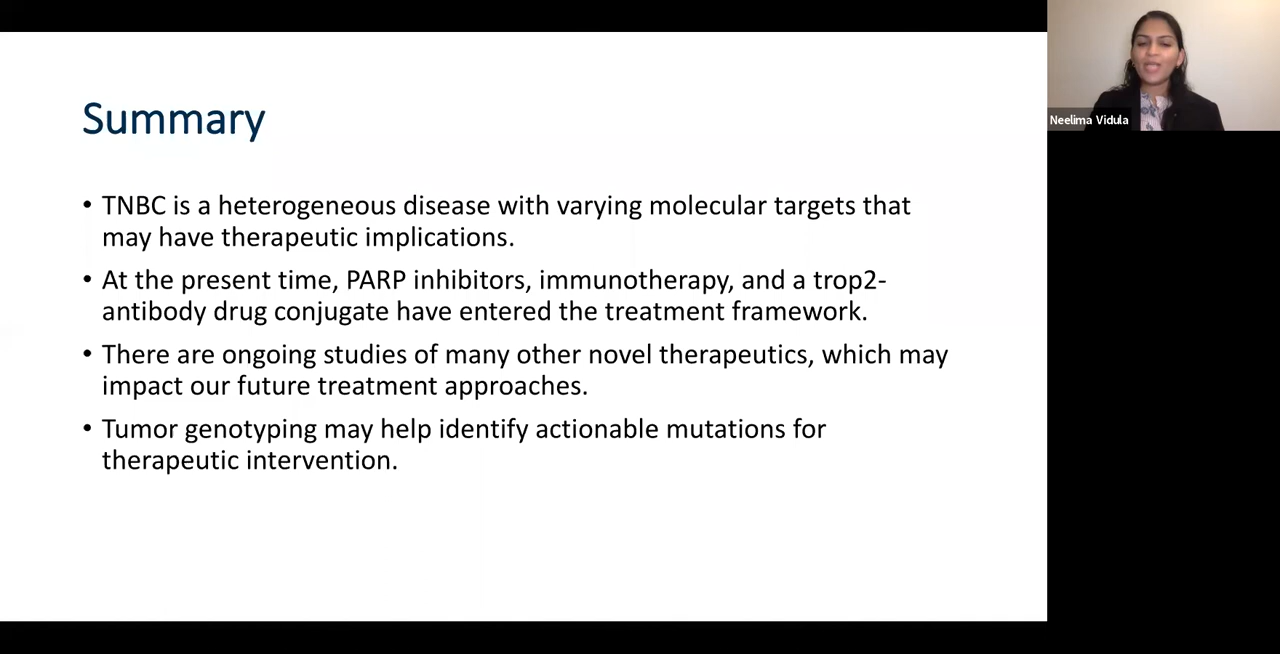 Summary
• TNBC is a heterogeneous disease with varying molecular targets that
may have therapeutic implications.
• At the present time, PARP inhibitors, immunotherapy, and a trop2-
antibody drug conjugate have entered the treatment framework.
• There are ongoing studies of many other novel therapeutics, which may
impact our future treatment approaches.
• Tumor genotyping may help identify actionable mutations for
therapeutic intervention.
Neelima Vidula